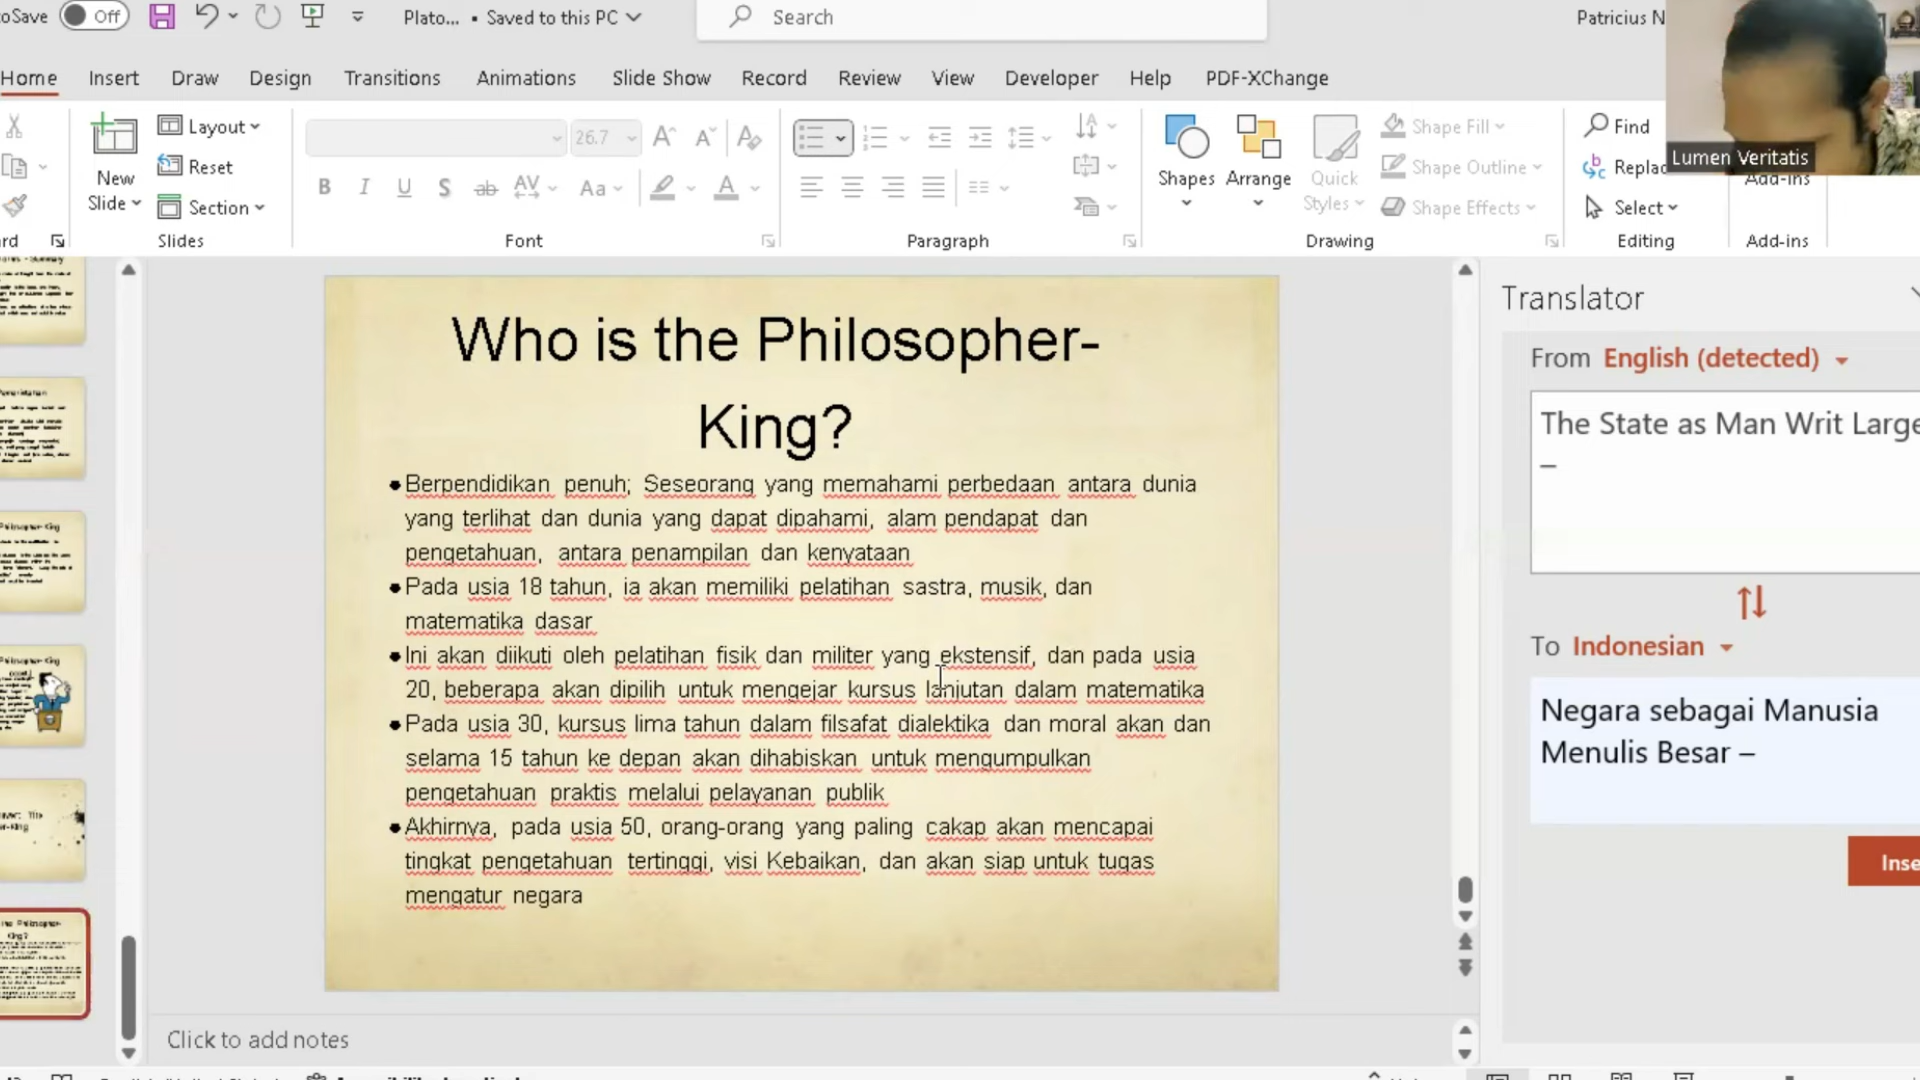 Off
Plato... • Saved to this PC
Search
Patricius N
Home Insert Draw Design Transitions Animations Slide Show Record Review View Developer Help PDF-XChange
New
Slide
Layout
Reset
Section
Slides
26.7
Font
Paragraph
Shapes
Arrange
Quick
Styles
Shape Fill
Shape Outline
Shape Effects
Drawing
Find
Select
Editing
Add-ins
Add-ins
Lumen Veritatis
Who is the Philosopher-
King?
Berpendidikan penuh; Seseorang yang memahami perbedaan antara dunia
yang terlihat dan dunia yang dapat dipahami, alam pendapat dan
pengetahuan, antara penampilan dan kenyataan
Pada usia 18 tahun, ia akan memiliki pelatihan sastra, musik, dan
matematika dasar
Ini akan diikuti oleh pelatihan fisik dan militer yang ekstensif, dan pada usia
20, beberapa akan dipilih untuk mengejar kursus lanjutan dalam matematika
Pada usia 30, kursus lima tahun dalam filsafat dialektika dan moral akan dan
selama 15 tahun ke depan akan dihabiskan untuk mengumpulkan
pengetahuan praktis melalui pelayanan publik
Akhirnya, pada usia 50, orang-orang yang paling cakap akan mencapai
tingkat pengetahuan tertinggi, visi Kebaikan, dan akan siap untuk tugas
mengatur negara
Click to add notes
Translator
From English (detected)
The State as Man Writ Large
–
To Indonesian
Negara sebagai Manusia
Menulis Besar –